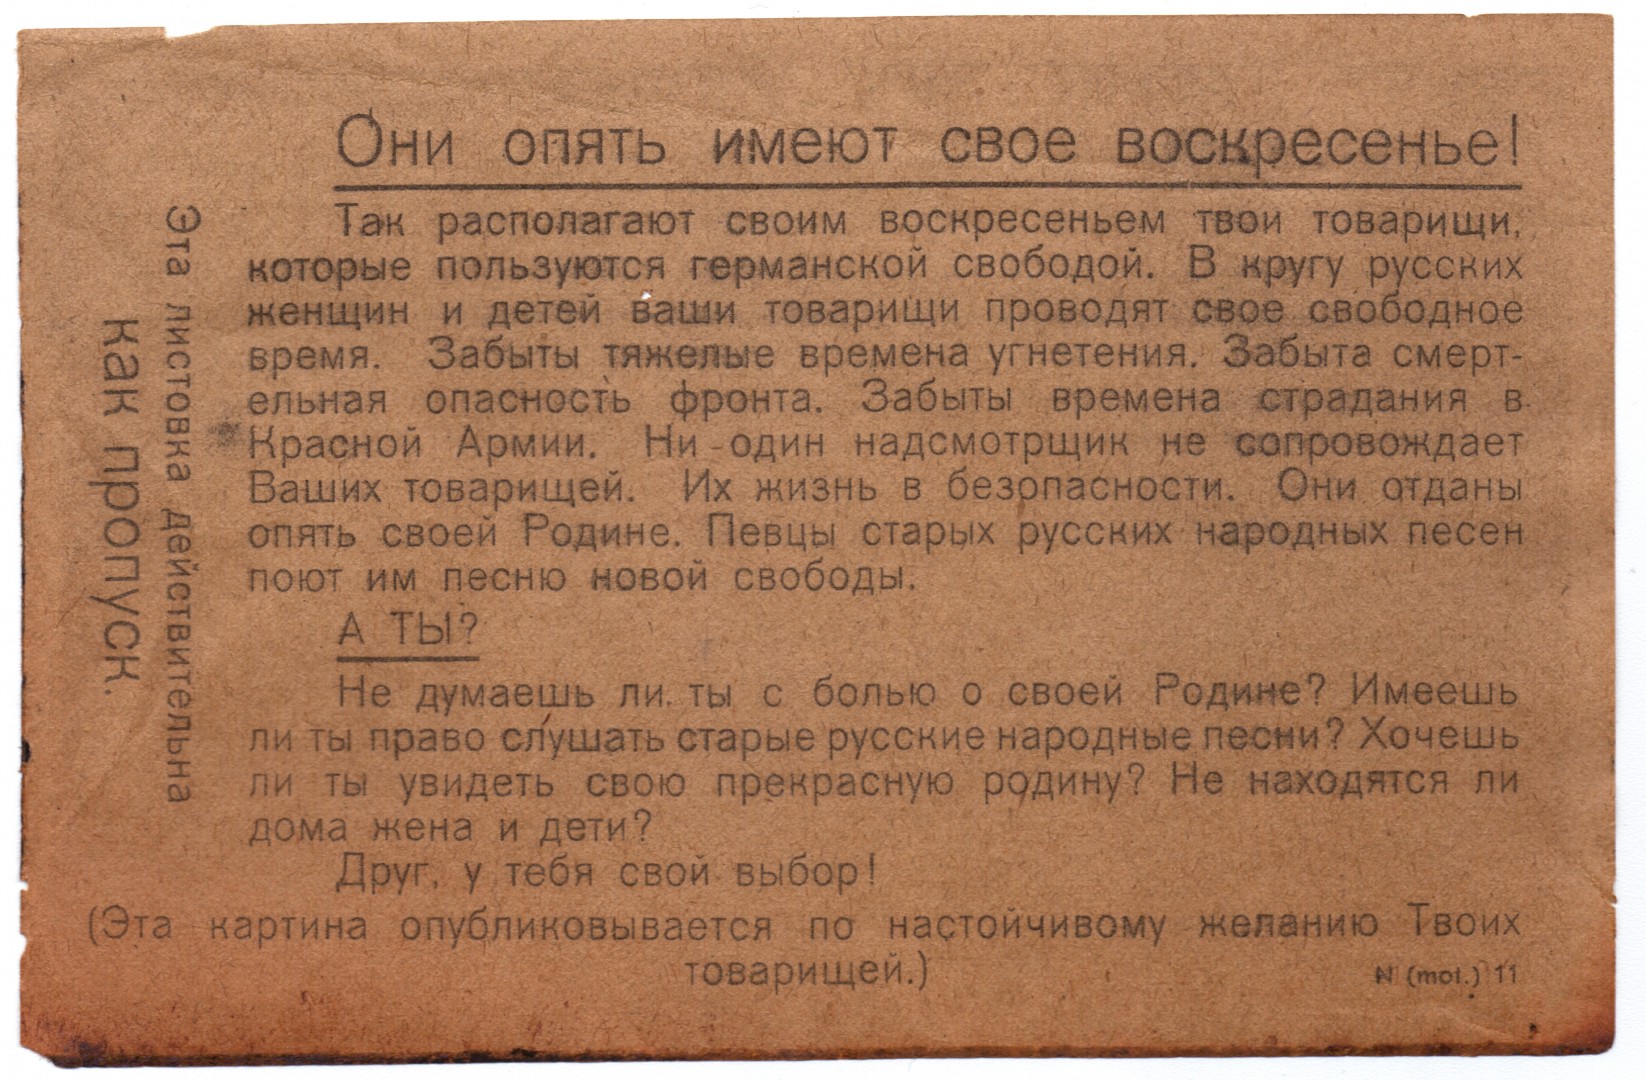 Они опять имеют свое воскресенье!
Так располагают своим воскресеньем твои товарищи,
которые пользуются германской свободой. В кругу русских
женщин и детей ваши товарищи проводят свое свободное
время. Забыты тяжелые времена угнетения. Забыта смерт-
ельная опасность фронта. Забыты времена страдания в
Красной Армии. Ни один надсмотрщик не сопровождает
Ваших товарищей. Их жизнь в безопасности. Они отданы
опять своей Родине. Певцы старых русских народных песен
поют им песню новой свободы.
А ТЫ?
Не думаешь ли ты с болью о своей Родине? Имеешь
ли ты право слушать старые русские народные песни? Хочешь
ли ты увидеть свою прекрасную родину? Не находятся ли
дома жена и дети?
Друг, у тебя свой выбор!
(Эта картина опубликовывается по настойчивому желанию Твоих
товарищей.)
N (mot.) 11
Эта листовка действительна
как пропуск.